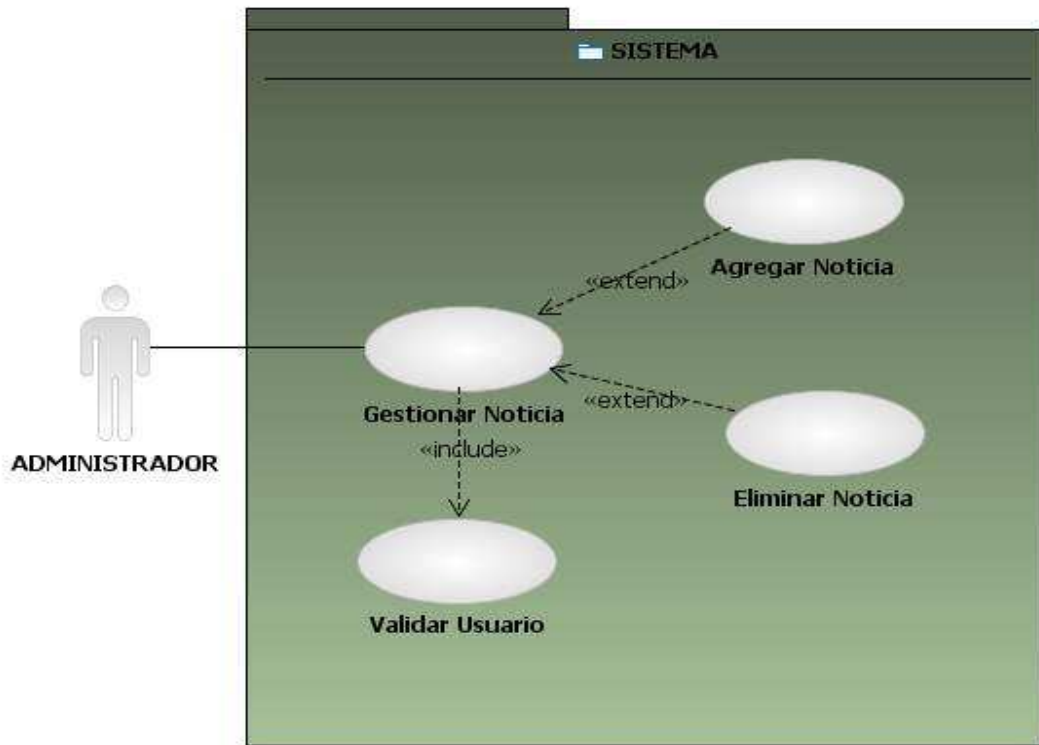 SISTEMA
Agregar Noticia
«extend»
Gestionar Noticia
«extend»
«include»
ADMINISTRADOR
Eliminar Noticia
Validar Usuario